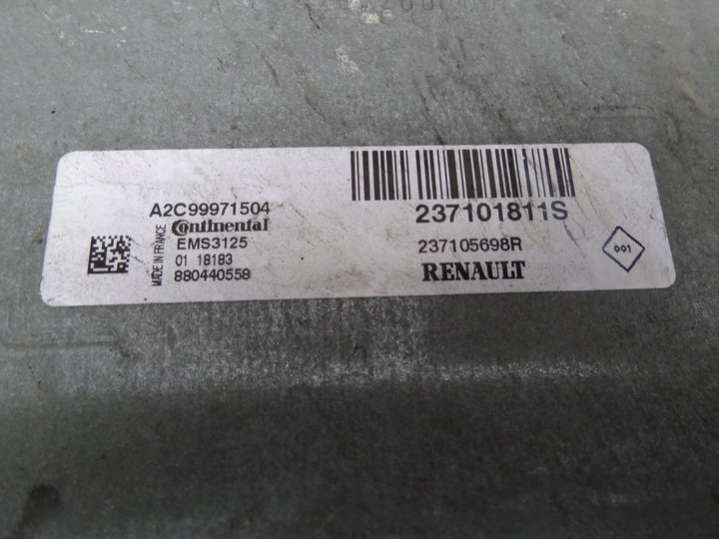 A2C99971504
Continental
EMS3125
01 18183
880440558
MADE IN FRANCE
237101811S
237105698R
RENAULT
001